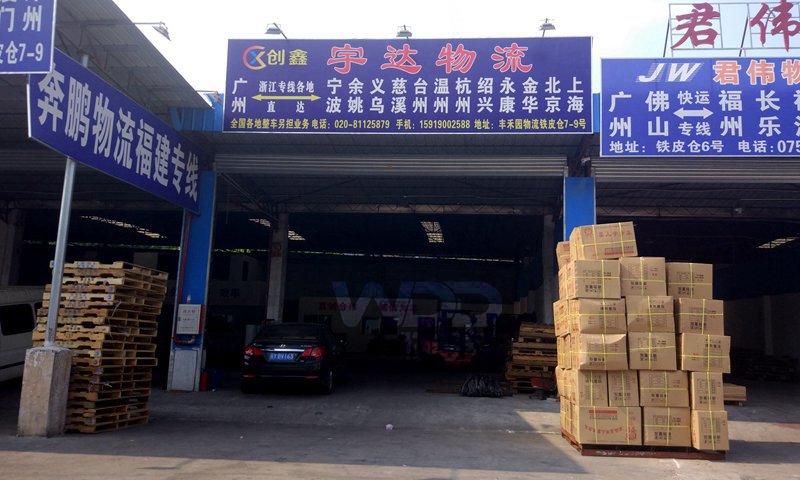 门州
皮仓7-9
奔鹏物流福建专线
创鑫 宇达物流
广州 浙江专线各地 直达
宁余义慈台温杭绍永金北上
波姚乌溪州州州兴康华京海
全国各地整车另担业务 电话：020-81125879 手机：15919002588 地址：丰禾园物流铁皮仓7-9号
君伟
JW 君伟物
广佛 快运 福长福
州山 专线 州乐
地址：铁皮仓6号 电话:075